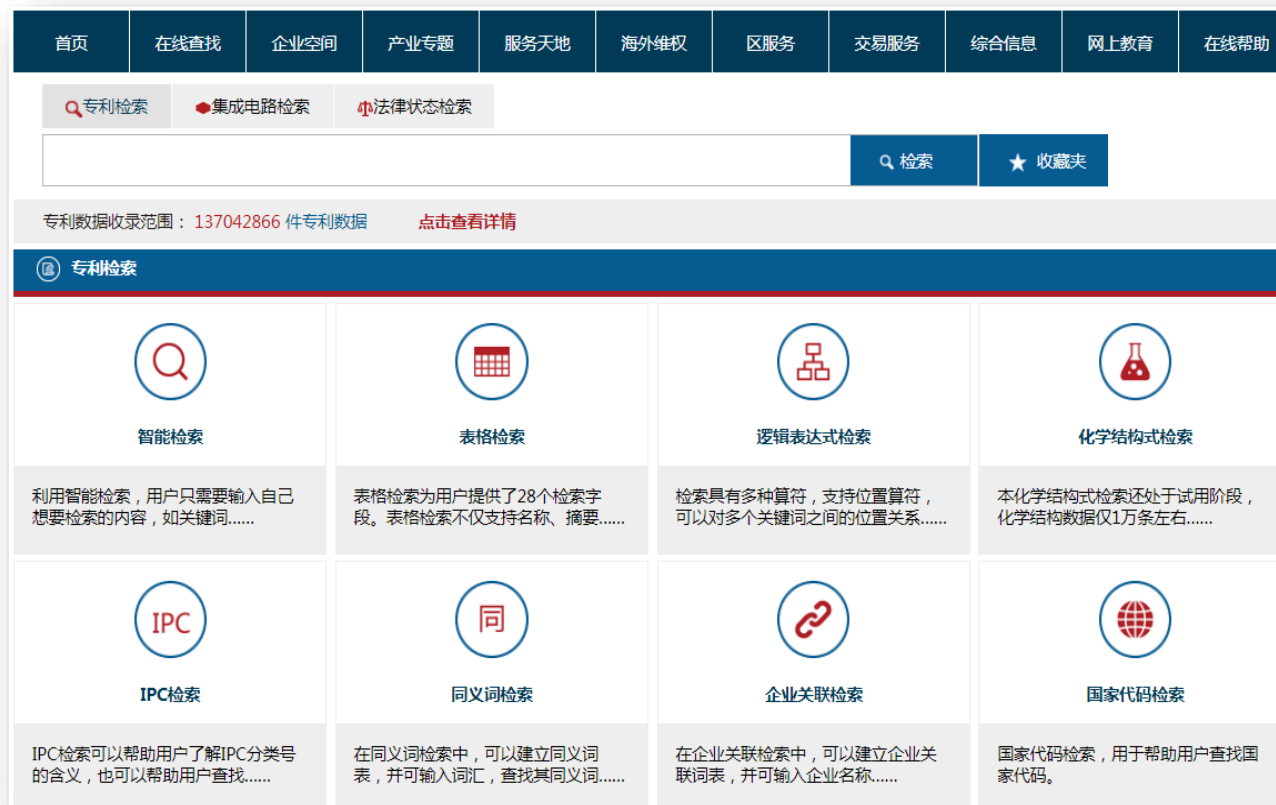 首页 在线查找 企业空间 产业专题 服务天地 海外维权 区服务 交易服务 综合信息 网上教育 在线帮助
专利检索 集成电路检索 法律状态检索
检索 收藏夹
专利数据收录范围： 137042866 件专利数据 点击查看详情
专利检索
智能检索
利用智能检索，用户只需要输入自己
想要检索的内容，如关键词......
表格检索
表格检索为用户提供了28个检索字
段。表格检索不仅支持名称、摘要......
逻辑表达式检索
检索具有多种算符，支持位置算符，
可以对多个关键词之间的位置关系......
化学结构式检索
本化学结构式检索还处于试用阶段，
化学结构数据仅1万条左右......
IPC
IPC检索
IPC检索可以帮助用户了解IPC分类号
的含义，也可以帮助用户查找......
同
同义词检索
在同义词检索中，可以建立同义词
表，并可输入词汇，查找其同义词......
企业关联检索
在企业关联检索中，可以建立企业关
联词表，并可输入企业名称......
国家代码检索
国家代码检索，用于帮助用户查找国
家代码。